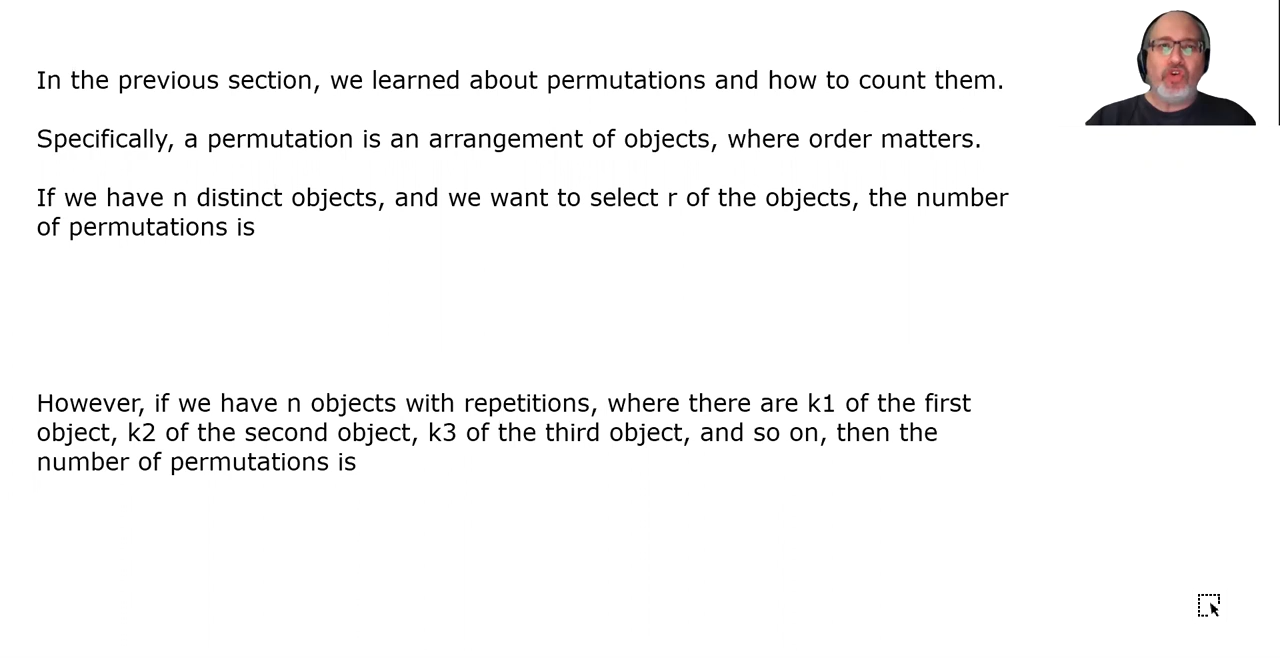 In the previous section, we learned about permutations and how to count them.
Specifically, a permutation is an arrangement of objects, where order matters.
If we have n distinct objects, and we want to select r of the objects, the number
of permutations is
However, if we have n objects with repetitions, where there are k1 of the first
object, k2 of the second object, k3 of the third object, and so on, then the
number of permutations is